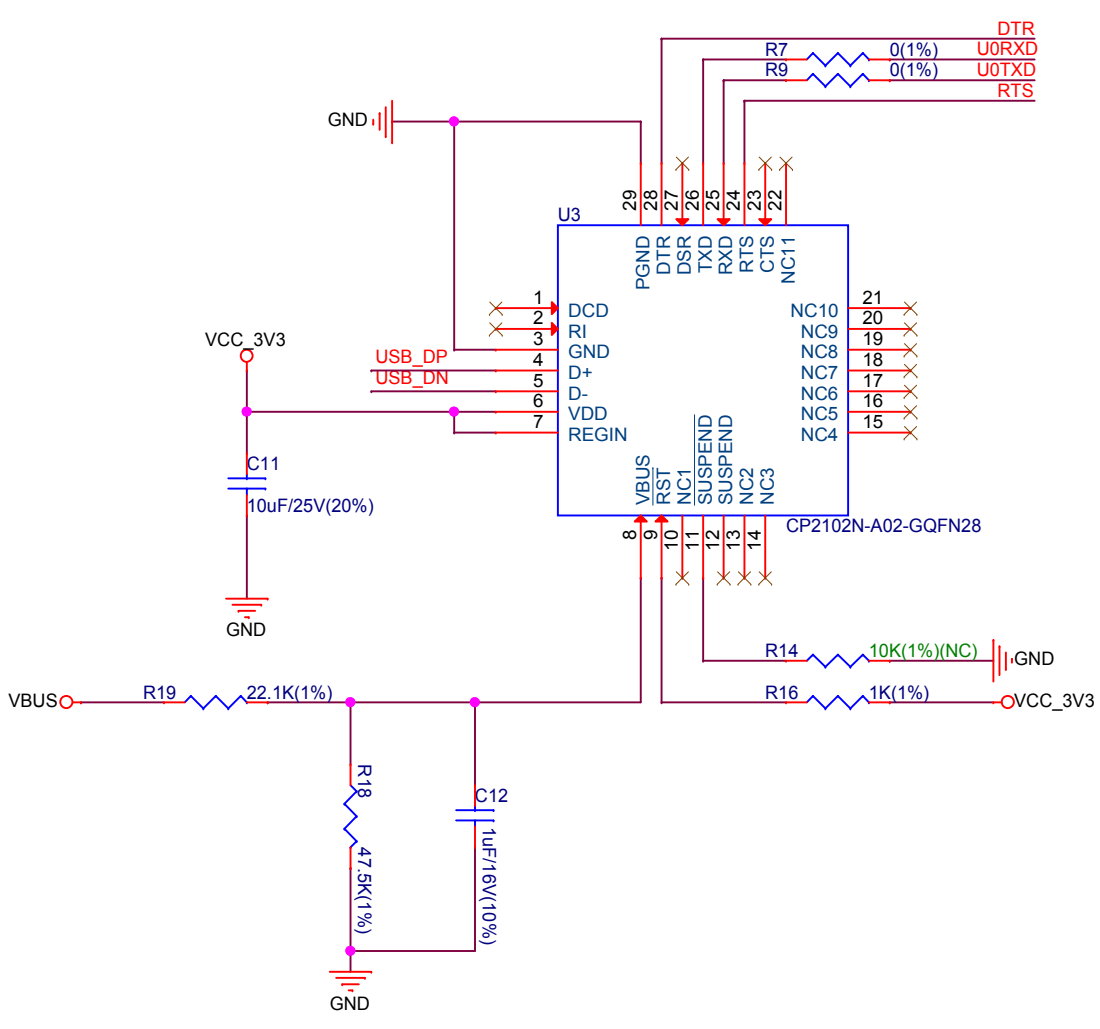 DTR
R7 0(1%) U0RXD
R9 0(1%) U0TXD
RTS
GND
29 28 27 26 25 24 23 22
U3
PGND DTR DSR TXD RXD RTS CTS NC11
1 DCD
2 RI
3 GND
4 D+
5 D-
6 VDD
7 REGIN
USB_DP
USB_DN
VCC_3V3
NC10 21
NC9 20
NC8 19
NC7 18
NC6 17
NC5 16
NC4 15
C11
10uF/25V(20%)
GND
VBUS RST NC1 SUSPEND SUSPEND NC2 NC3
8 9 10 11 12 13 14
CP2102N-A02-GQFN28
R14 10K(1%)(NC) GND
R16 1K(1%) VCC_3V3
VBUS R19 22.1K(1%)
R18
47.5K(1%)
C12
1uF/16V(10%)
GND